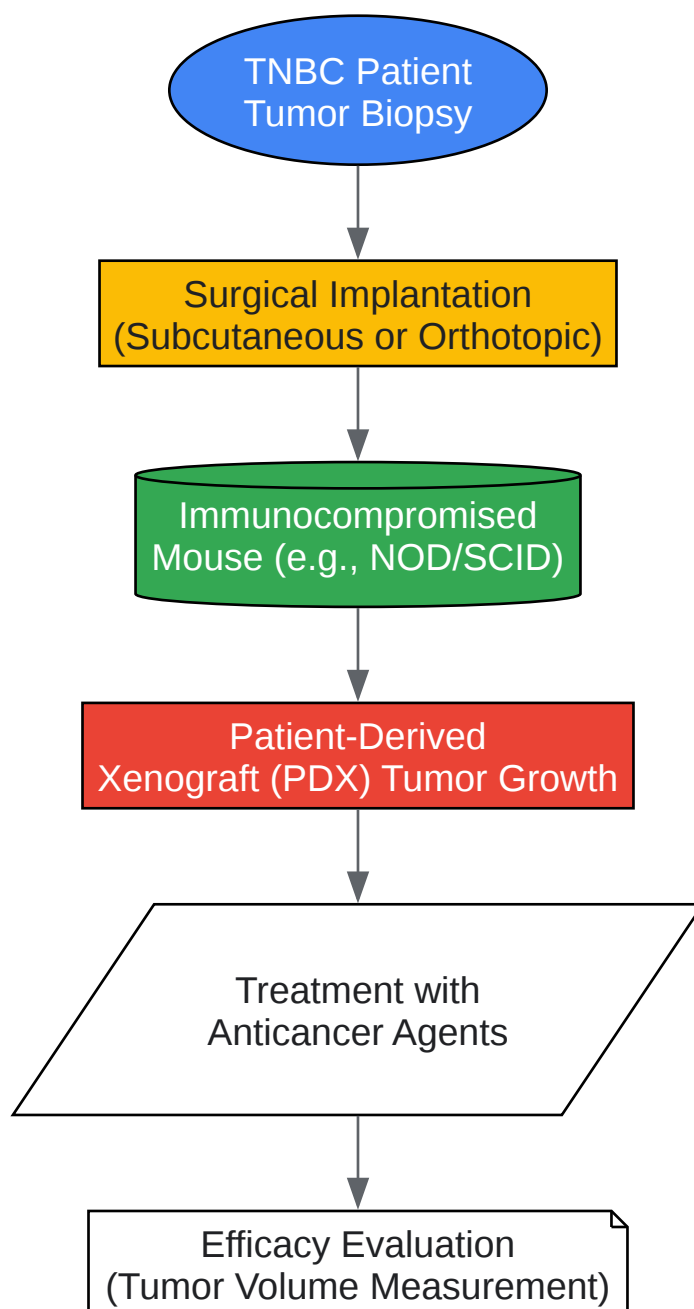 TNBC Patient
Tumor Biopsy
Surgical Implantation
(Subcutaneous or Orthotopic)
Immunocompromised
Mouse (e.g., NOD/SCID)
Patient-Derived
Xenograft (PDX) Tumor Growth
Treatment with
Anticancer Agents
Efficacy Evaluation
(Tumor Volume Measurement)